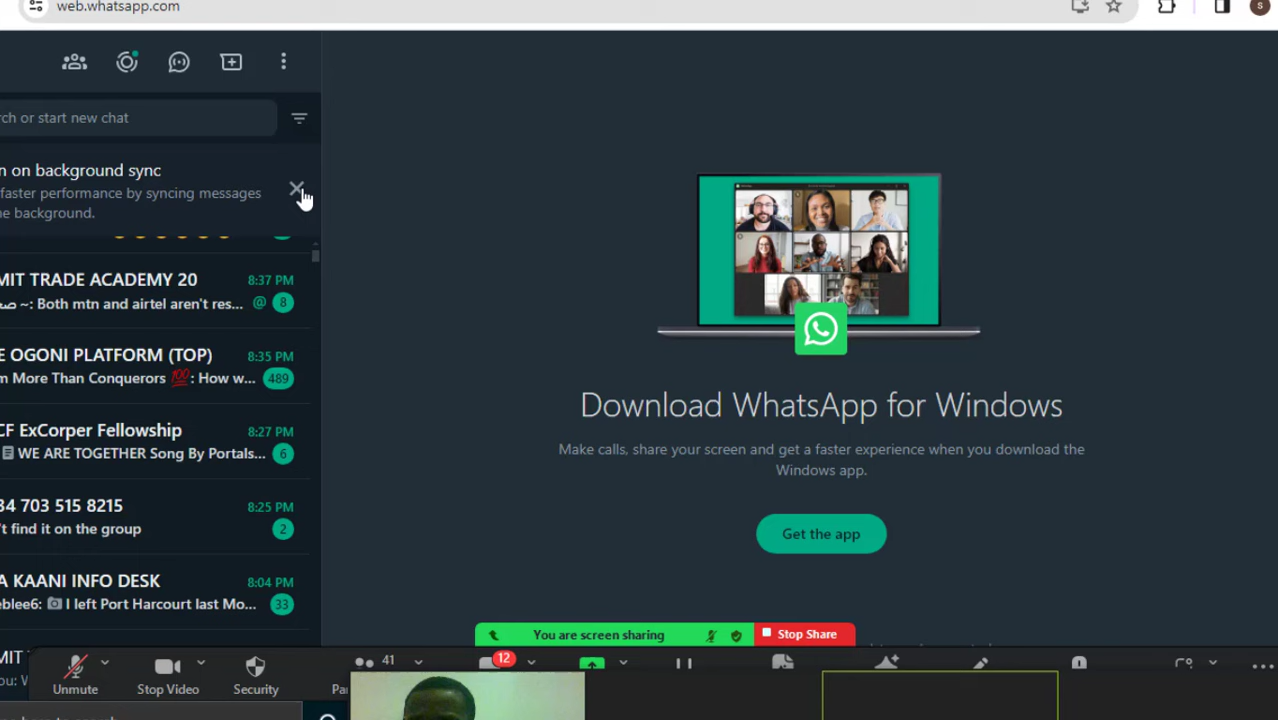 web.whatsapp.com
s
rch or start new chat
n on background sync
faster performance by syncing messages
ne background.
MIT TRADE ACADEMY 20
8:37 PM
~: Both mtn and airtel aren't res...
@ 8
E OGONI PLATFORM (TOP)
8:35 PM
m More Than Conquerors 💯: How w...
489
CF ExCorper Fellowship
8:27 PM
WE ARE TOGETHER Song By Portals...
6
34 703 515 8215
8:25 PM
't find it on the group
2
A KAANI INFO DESK
8:04 PM
eblee6: 📷 I left Port Harcourt last Mo...
33
MIT
ou: W
Download WhatsApp for Windows
Make calls, share your screen and get a faster experience when you download the
Windows app.
Get the app
You are screen sharing
Stop Share
Unmute
Stop Video
Security
Pa
41
12